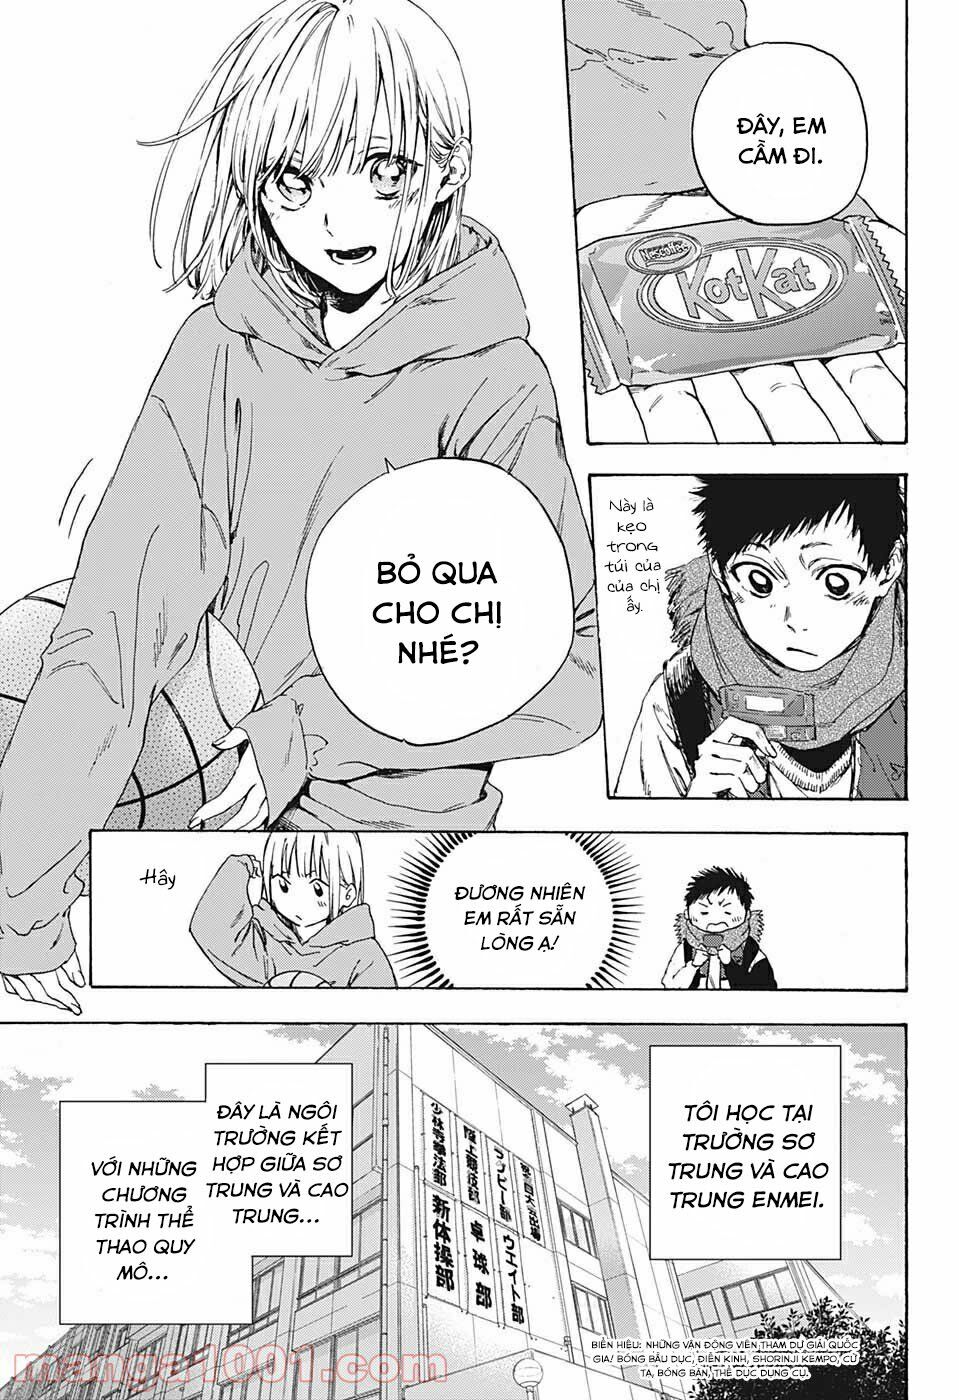 ĐÂY, EM
CẦM ĐI.
KotKat
BỎ QUA
CHO CHỊ
NHÉ?
Này là
kẹo
trong
túi của
của chị
ấy.
Hây
ĐƯƠNG NHIÊN
EM RẤT SẴN
LÒNG Ạ!
TÔI HỌC TẠI
TRƯỜNG SƠ
TRUNG VÀ CAO
TRUNG ENMEI.
ĐÂY LÀ NGÔI
TRƯỜNG KẾT
HỢP GIỮA SƠ
TRUNG VÀ CAO
TRUNG...
VỚI NHỮNG
CHƯƠNG
TRÌNH THỂ
THAO QUY
MÔ...
ラグビー部
ウエイト部
陸上競技部
卓球部
少林寺拳法部
新体操部
BIỂN HIỆU: NHỮNG VẬN ĐỘNG VIÊN THAM DỰ GIẢI QUỐC
GIA! BÓNG BẦU DỤC, ĐIỀN KINH, SHORINJI KEMPO, CỬ
TẠ, BÓNG BÀN, THỂ DỤC DỤNG CỤ.
manga1001.com